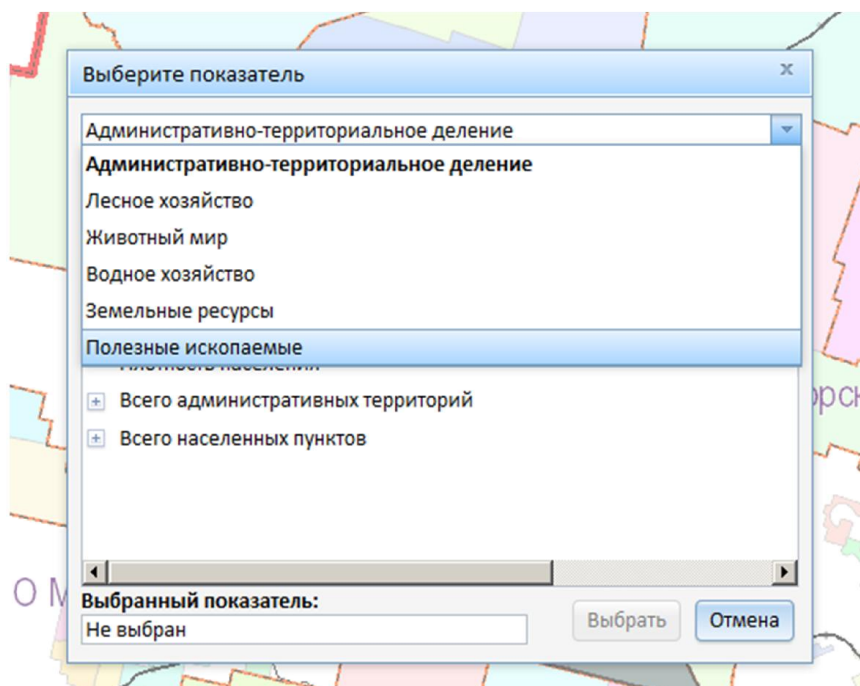 Выберите показатель
Административно-территориальное деление
Административно-территориальное деление
Лесное хозяйство
Животный мир
Водное хозяйство
Земельные ресурсы
Полезные ископаемые
Всего административных территорий
Всего населенных пунктов
О М
Выбранный показатель:
Не выбран
Выбрать
Отмена